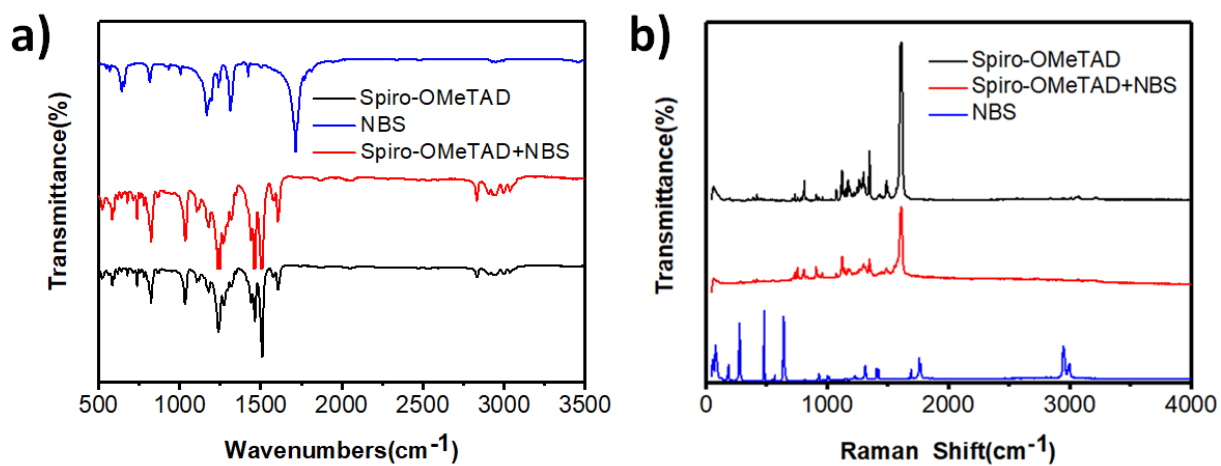 a)
Transmittance(%)
Spiro-OMeTAD
NBS
Spiro-OMeTAD+NBS
500 1000 1500 2000 2500 3000 3500
Wavenumbers(cm⁻¹)
b)
Transmittance(%)
Spiro-OMeTAD
Spiro-OMeTAD+NBS
NBS
0 1000 2000 3000 4000
Raman Shift(cm⁻¹)